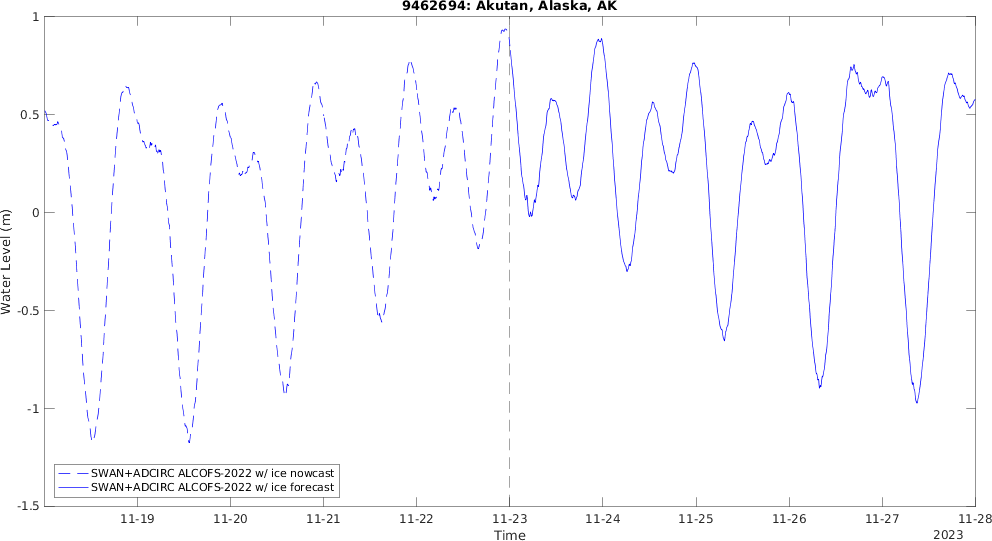 9462694: Akutan, Alaska, AK
1
0.5
0
-0.5
-1
-1.5
Water Level (m)
SWAN+ADCIRC ALCOFS-2022 w/ ice nowcast
SWAN+ADCIRC ALCOFS-2022 w/ ice forecast
11-19 11-20 11-21 11-22 11-23 11-24 11-25 11-26 11-27 11-28
Time
2023